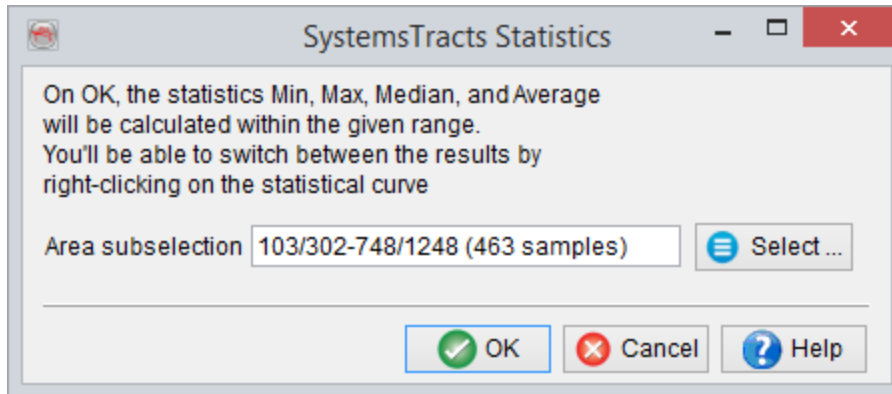 SystemsTracts Statistics
On OK, the statistics Min, Max, Median, and Average
will be calculated within the given range.
You'll be able to switch between the results by
right-clicking on the statistical curve
Area subselection 103/302-748/1248 (463 samples) Select ...
OK Cancel Help